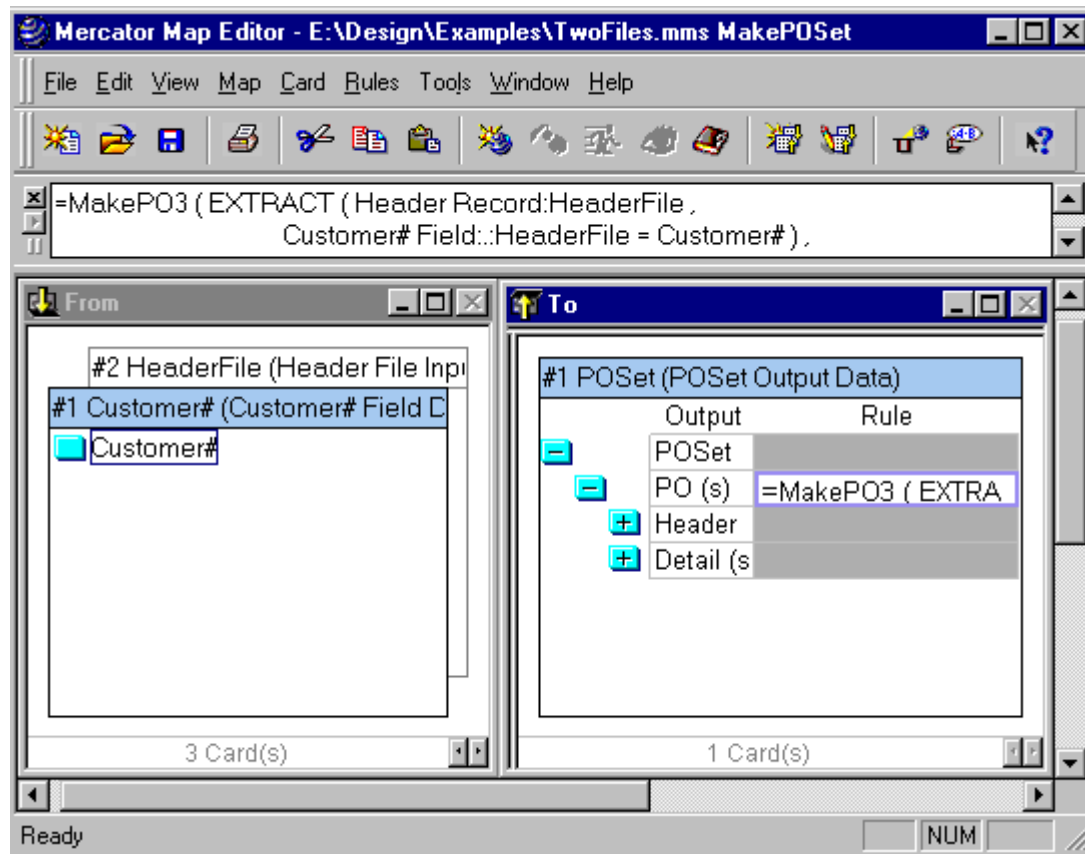 Mercator Map Editor - E:\Design\Examples\TwoFiles.mms MakePOSet
File Edit View Map Card Rules Tools Window Help
=MakePO3 ( EXTRACT ( Header Record:HeaderFile ,
Customer# Field:.:HeaderFile = Customer# ) ,
From
#2 HeaderFile (Header File Inpu
#1 Customer# (Customer# Field D
Customer#
3 Card(s)
To
#1 POSet (POSet Output Data)
Output Rule
POSet
PO (s) =MakePO3 ( EXTRA
Header
Detail (s
1 Card(s)
Ready NUM